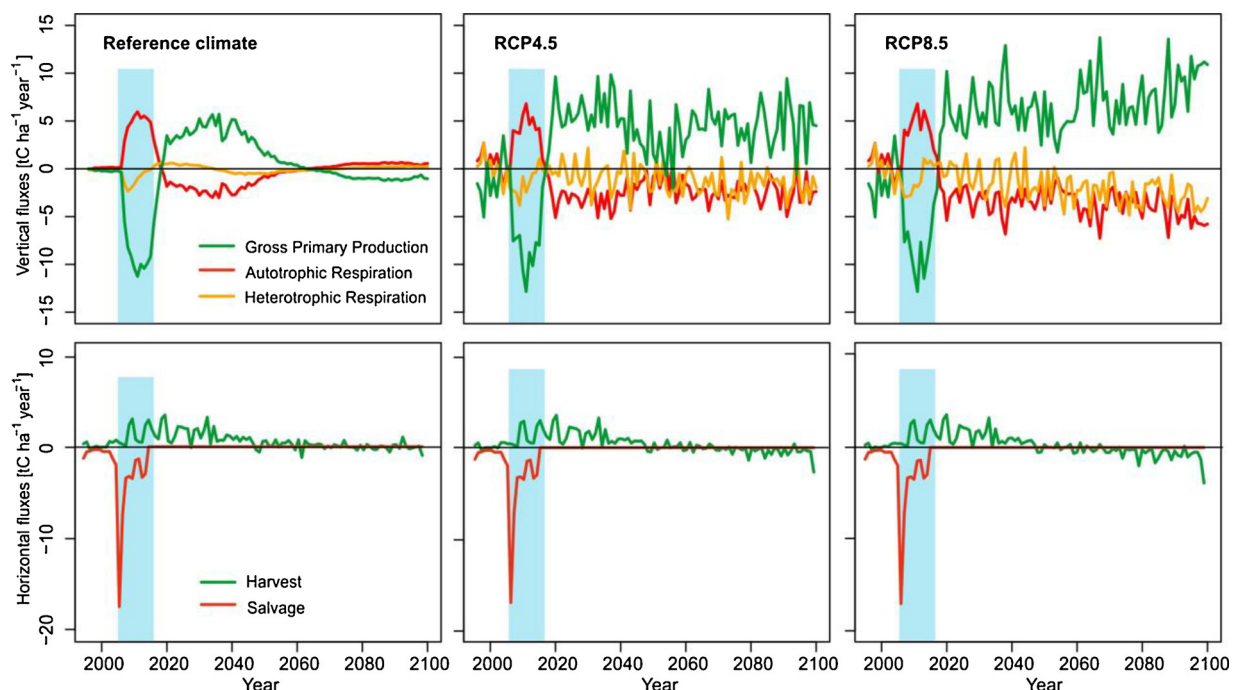 Reference climate
RCP4.5
RCP8.5
Vertical fluxes [tC ha⁻¹ year⁻¹]
15
10
5
0
−5
−10
−15
Gross Primary Production
Autotrophic Respiration
Heterotrophic Respiration
Horizontal fluxes [tC ha⁻¹ year⁻¹]
10
0
−10
−20
Harvest
Salvage
2000 2020 2040 2060 2080 2100
2000 2020 2040 2060 2080 2100
2000 2020 2040 2060 2080 2100
Year
Year
Year